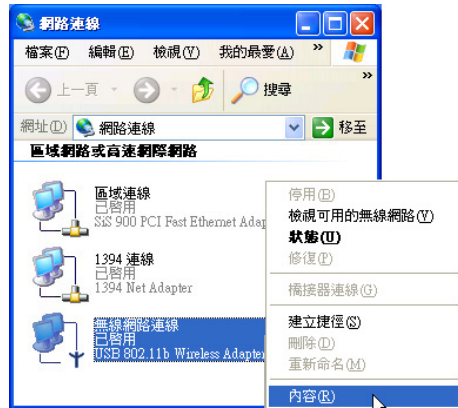 網路連線
檔案(F) 編輯(E) 檢視(V) 我的最愛(A) »
上一頁 搜尋 »
網址(D) 網路連線 移至
區域網路或高速網際網路
區域連線
已啓用
SiS 900 PCI Fast Ethernet Adap
1394 連線
已啓用
1394 Net Adapter
無線網路連線
已啓用
USB 802.11b Wireless Adapter
停用(B)
檢視可用的無線網路(V)
狀態(U)
修復(P)
橋接器連線(G)
建立捷徑(S)
刪除(D)
重新命名(M)
內容(R)